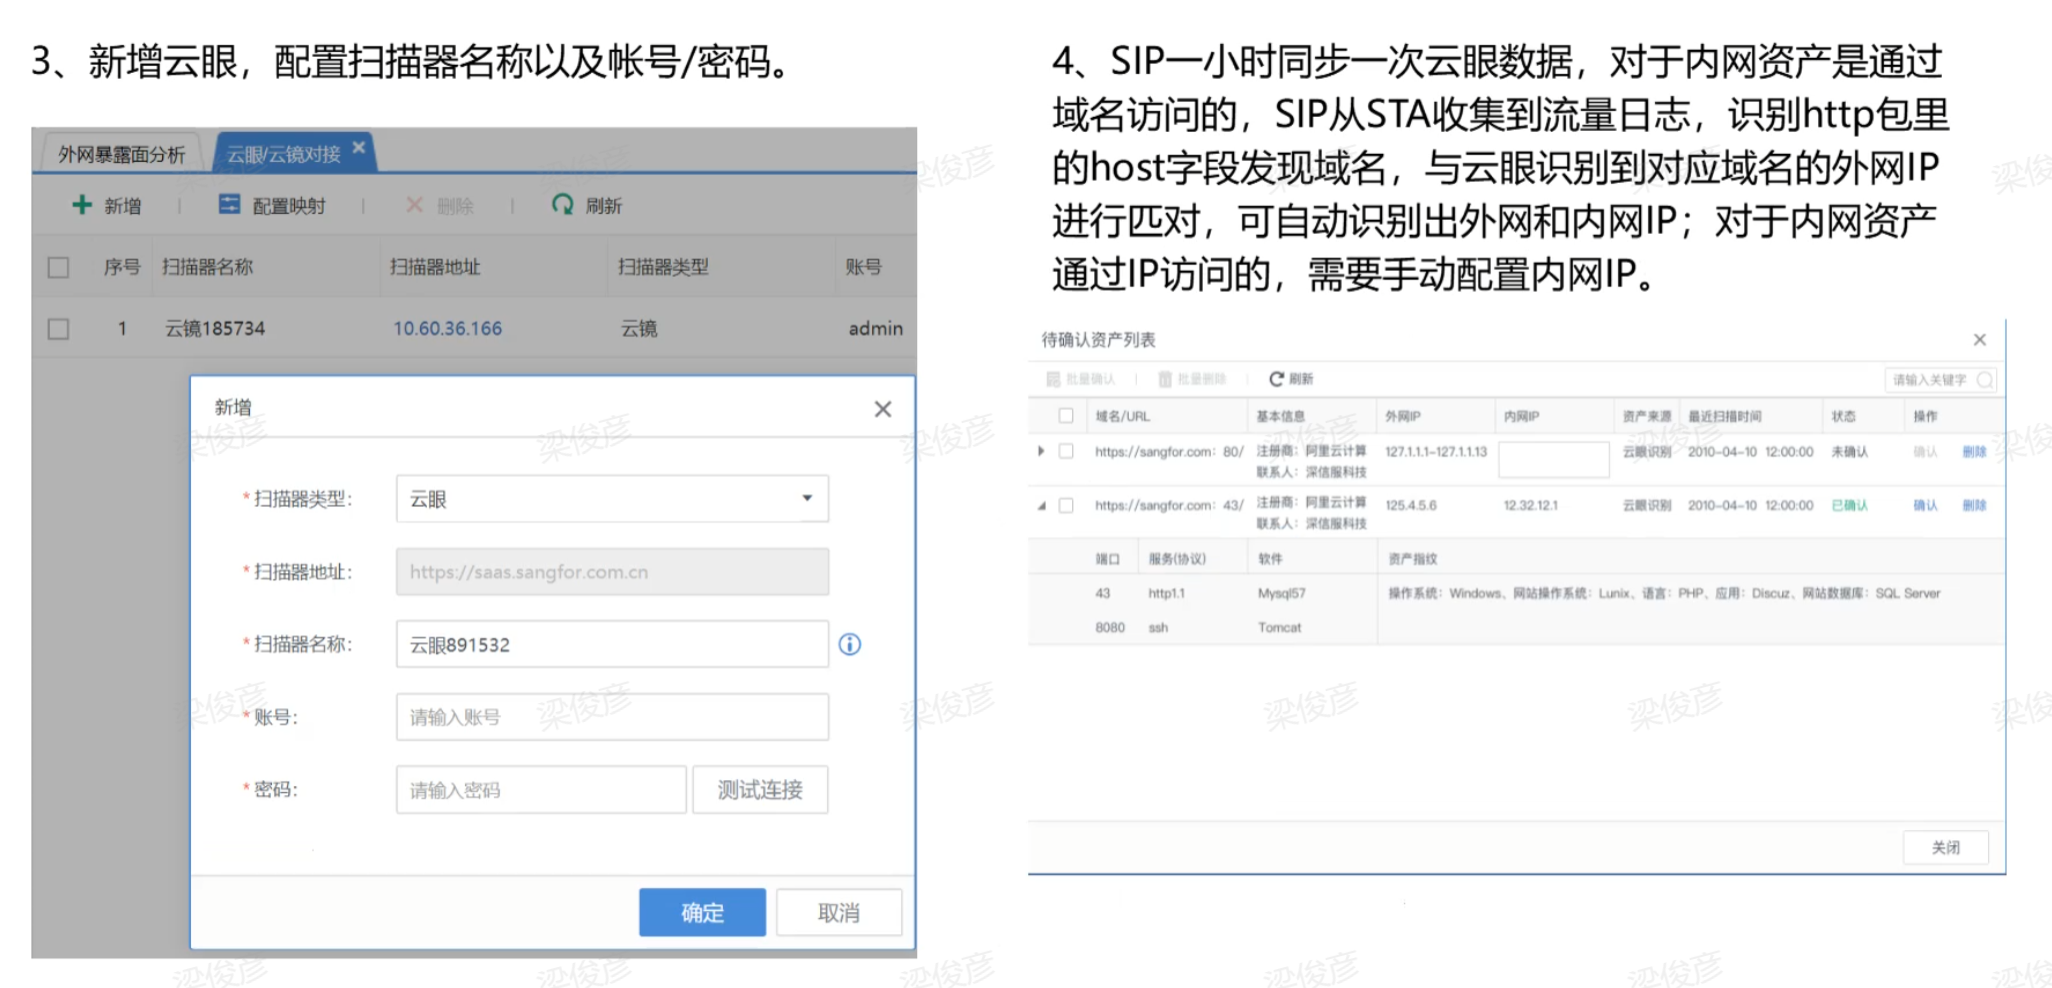 3、新增云眼，配置扫描器名称以及帐号/密码。
外网暴露面分析 云眼/云镜对接
新增 配置映射 删除 刷新
序号 扫描器名称 扫描器地址 扫描器类型 账号
1 云镜185734 10.60.36.166 云镜 admin
新增
*扫描器类型: 云眼
*扫描器地址: https://saas.sangfor.com.cn
*扫描器名称: 云眼891532
*账号: 请输入账号
*密码: 请输入密码 测试连接
确定 取消
4、SIP一小时同步一次云眼数据，对于内网资产是通过
域名访问的，SIP从STA收集到流量日志，识别http包里
的host字段发现域名，与云眼识别到对应域名的外网IP
进行匹对，可自动识别出外网和内网IP；对于内网资产
通过IP访问的，需要手动配置内网IP。
待确认资产列表
批量确认 批量删除 刷新 请输入关键字
域名/URL 基本信息 外网IP 内网IP 资产来源 最近扫描时间 状态 操作
https://sangfor.com: 80/ 注册商: 阿里云计算 127.1.1.1-127.1.1.13 云眼识别 2010-04-10 12:00:00 未确认 确认 删除
联系人: 深信服科技
https://sangfor.com: 43/ 注册商: 阿里云计算 125.4.5.6 12.32.12.1 云眼识别 2010-04-10 12:00:00 已确认 确认 删除
联系人: 深信服科技
端口 服务(协议) 软件 资产指纹
43 http1.1 Mysql57 操作系统: Windows、网站操作系统: Lunix、语言: PHP、应用: Discuz、网站数据库: SQL Server
8080 ssh Tomcat
关闭
梁俊彦